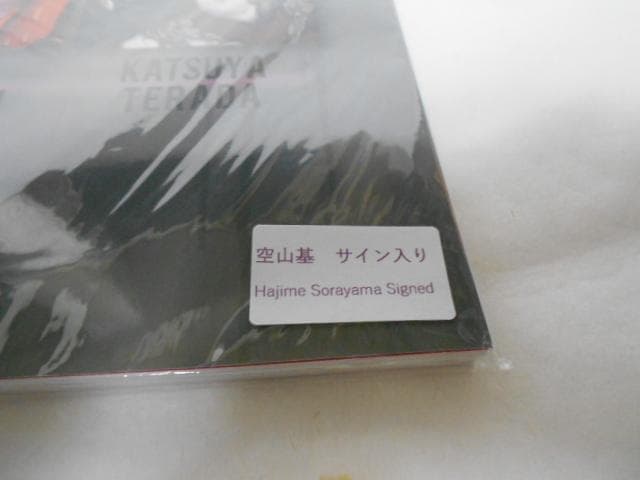 KATSUYA
TERADA
空山基　サイン入り
Hajime Sorayama Signed